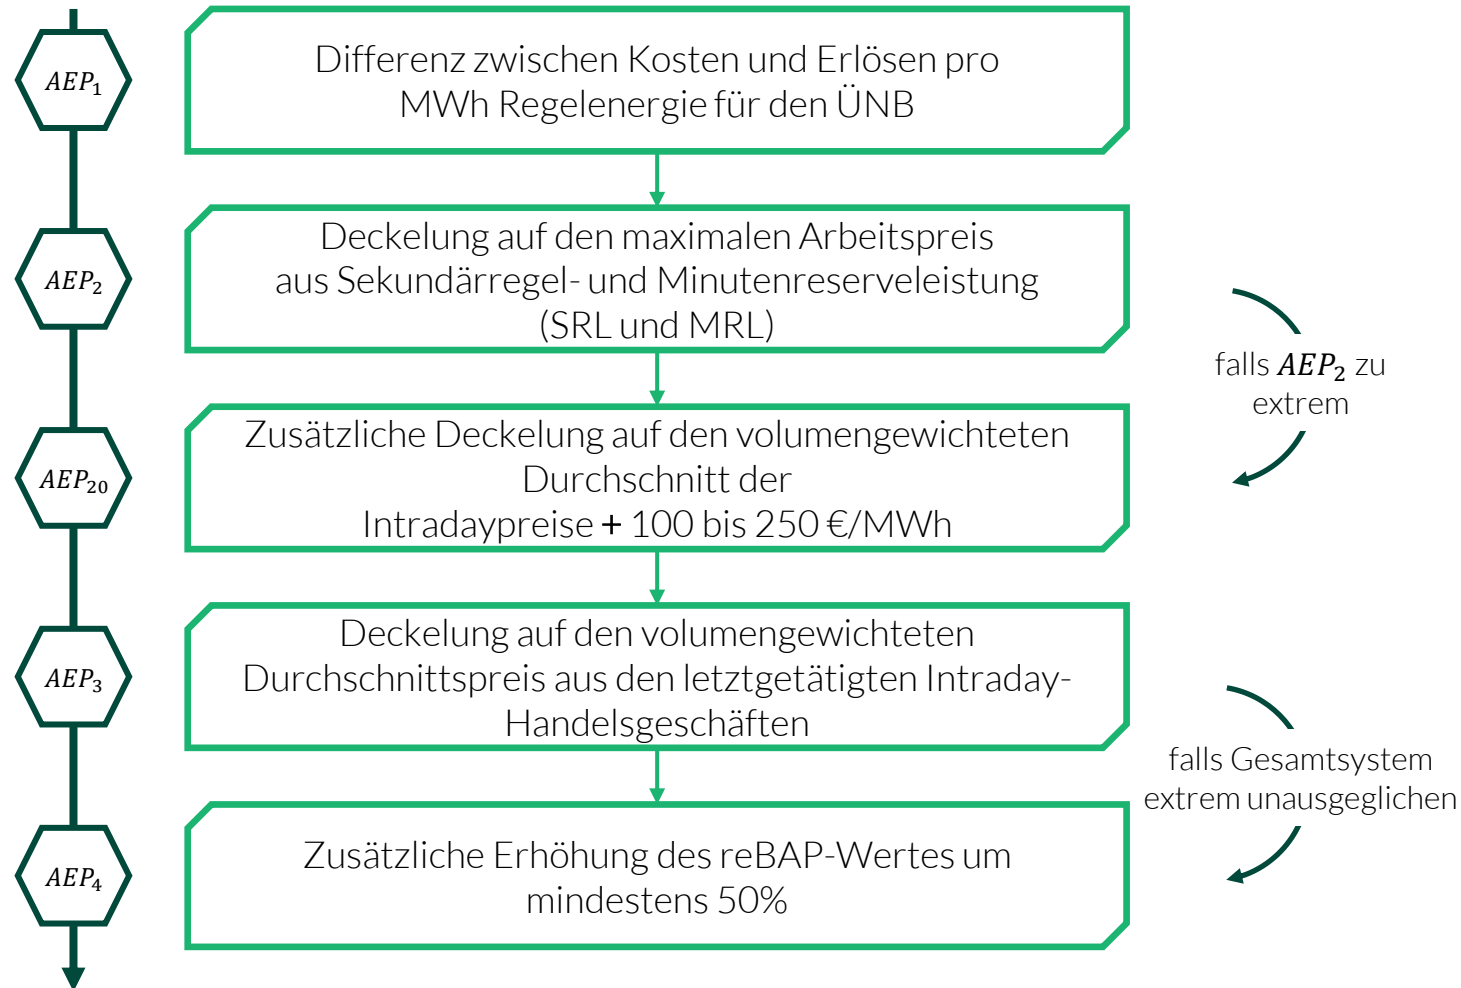 AEP₁
Differenz zwischen Kosten und Erlösen pro
MWh Regelenergie für den ÜNB
AEP₂
Deckelung auf den maximalen Arbeitspreis
aus Sekundärregel- und Minutenreserveleistung
(SRL und MRL)
falls AEP₂ zu
extrem
AEP₂₀
Zusätzliche Deckelung auf den volumengewichteten
Durchschnitt der
Intradaypreise + 100 bis 250 €/MWh
AEP₃
Deckelung auf den volumengewichteten
Durchschnittspreis aus den letztgetätigten Intraday-
Handelsgeschäften
falls Gesamtsystem
extrem unausgeglichen
AEP₄
Zusätzliche Erhöhung des reBAP-Wertes um
mindestens 50%